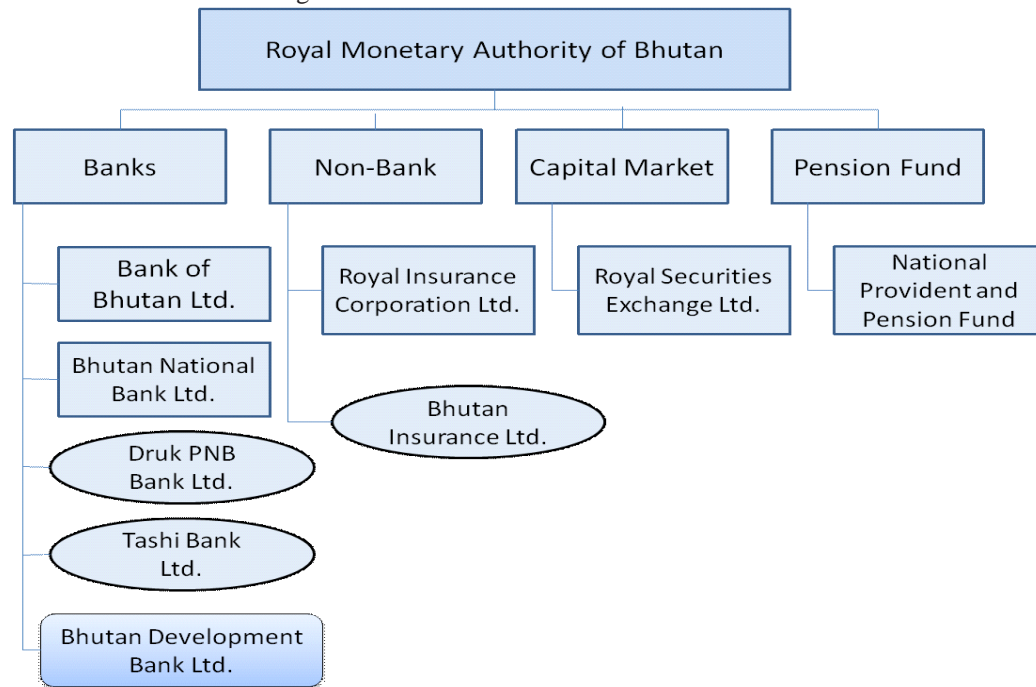 Royal Monetary Authority of Bhutan
Banks
Non-Bank
Capital Market
Pension Fund
Bank of
Bhutan Ltd.
Bhutan National
Bank Ltd.
Druk PNB
Bank Ltd.
Tashi Bank
Ltd.
Bhutan Development
Bank Ltd.
Royal Insurance
Corporation Ltd.
Bhutan
Insurance Ltd.
Royal Securities
Exchange Ltd.
National
Provident and
Pension Fund